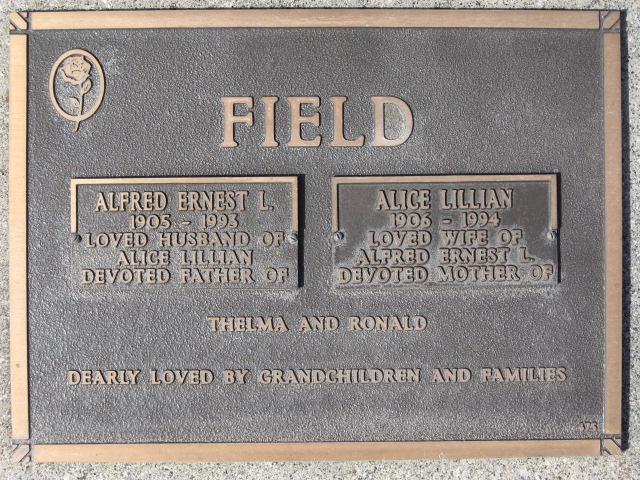 FIELD
ALFRED ERNEST L.
1905 - 1993
LOVED HUSBAND OF
ALICE LILLIAN
DEVOTED FATHER OF
ALICE LILLIAN
1906 - 1994
LOVED WIFE OF
ALFRED ERNEST L.
DEVOTED MOTHER OF
THELMA AND RONALD
DEARLY LOVED BY GRANDCHILDREN AND FAMILIES